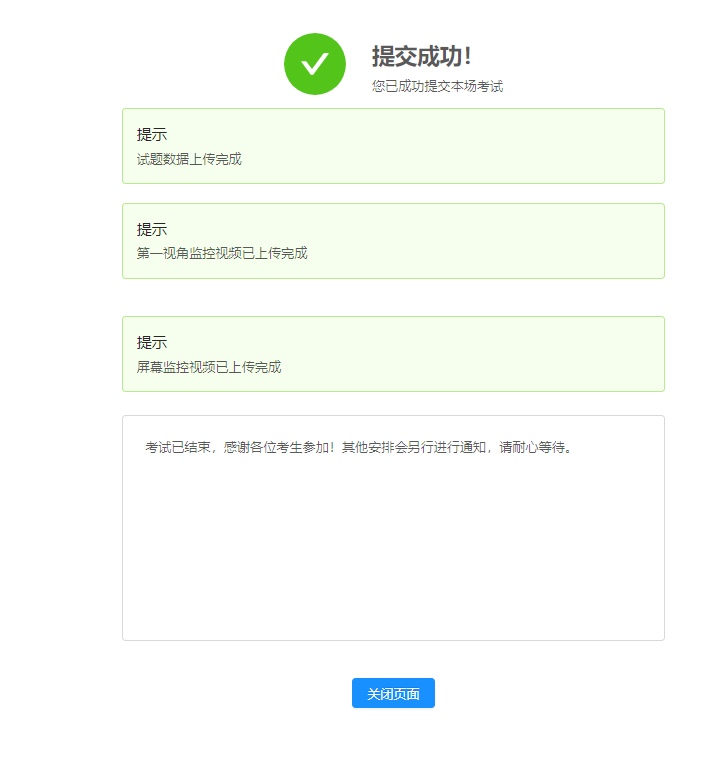 提交成功！
您已成功提交本场考试
提示
试题数据上传完成
提示
第一视角监控视频已上传完成
提示
屏幕监控视频已上传完成
考试已结束，感谢各位考生参加！其他安排会另行进行通知，请耐心等待。
关闭页面